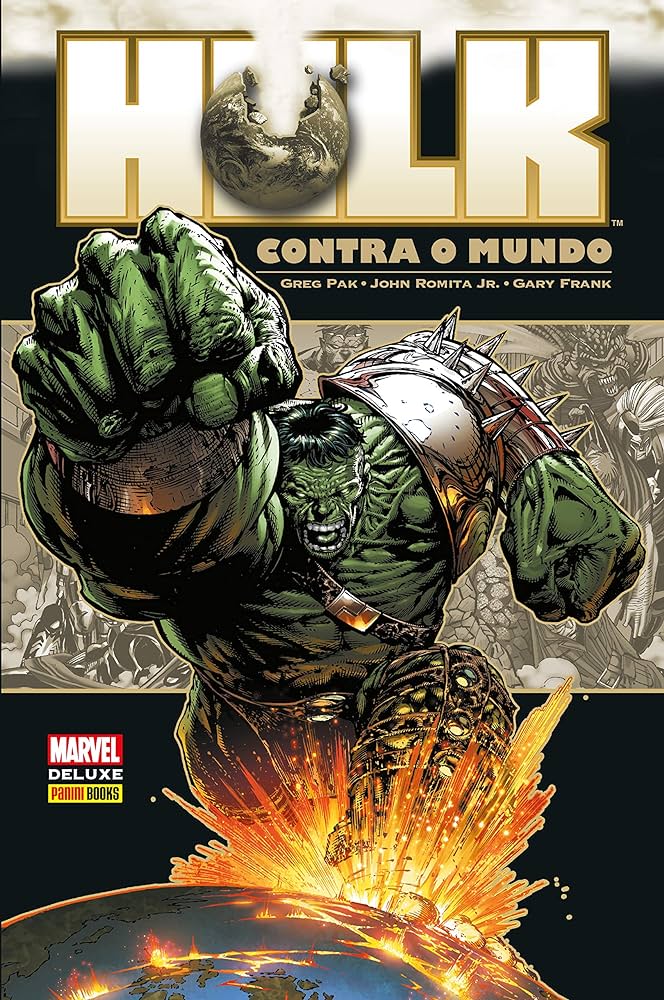 HULK
TM
CONTRA O MUNDO
GREG PAK • JOHN ROMITA JR. • GARY FRANK
MARVEL
DELUXE
PANINI BOOKS